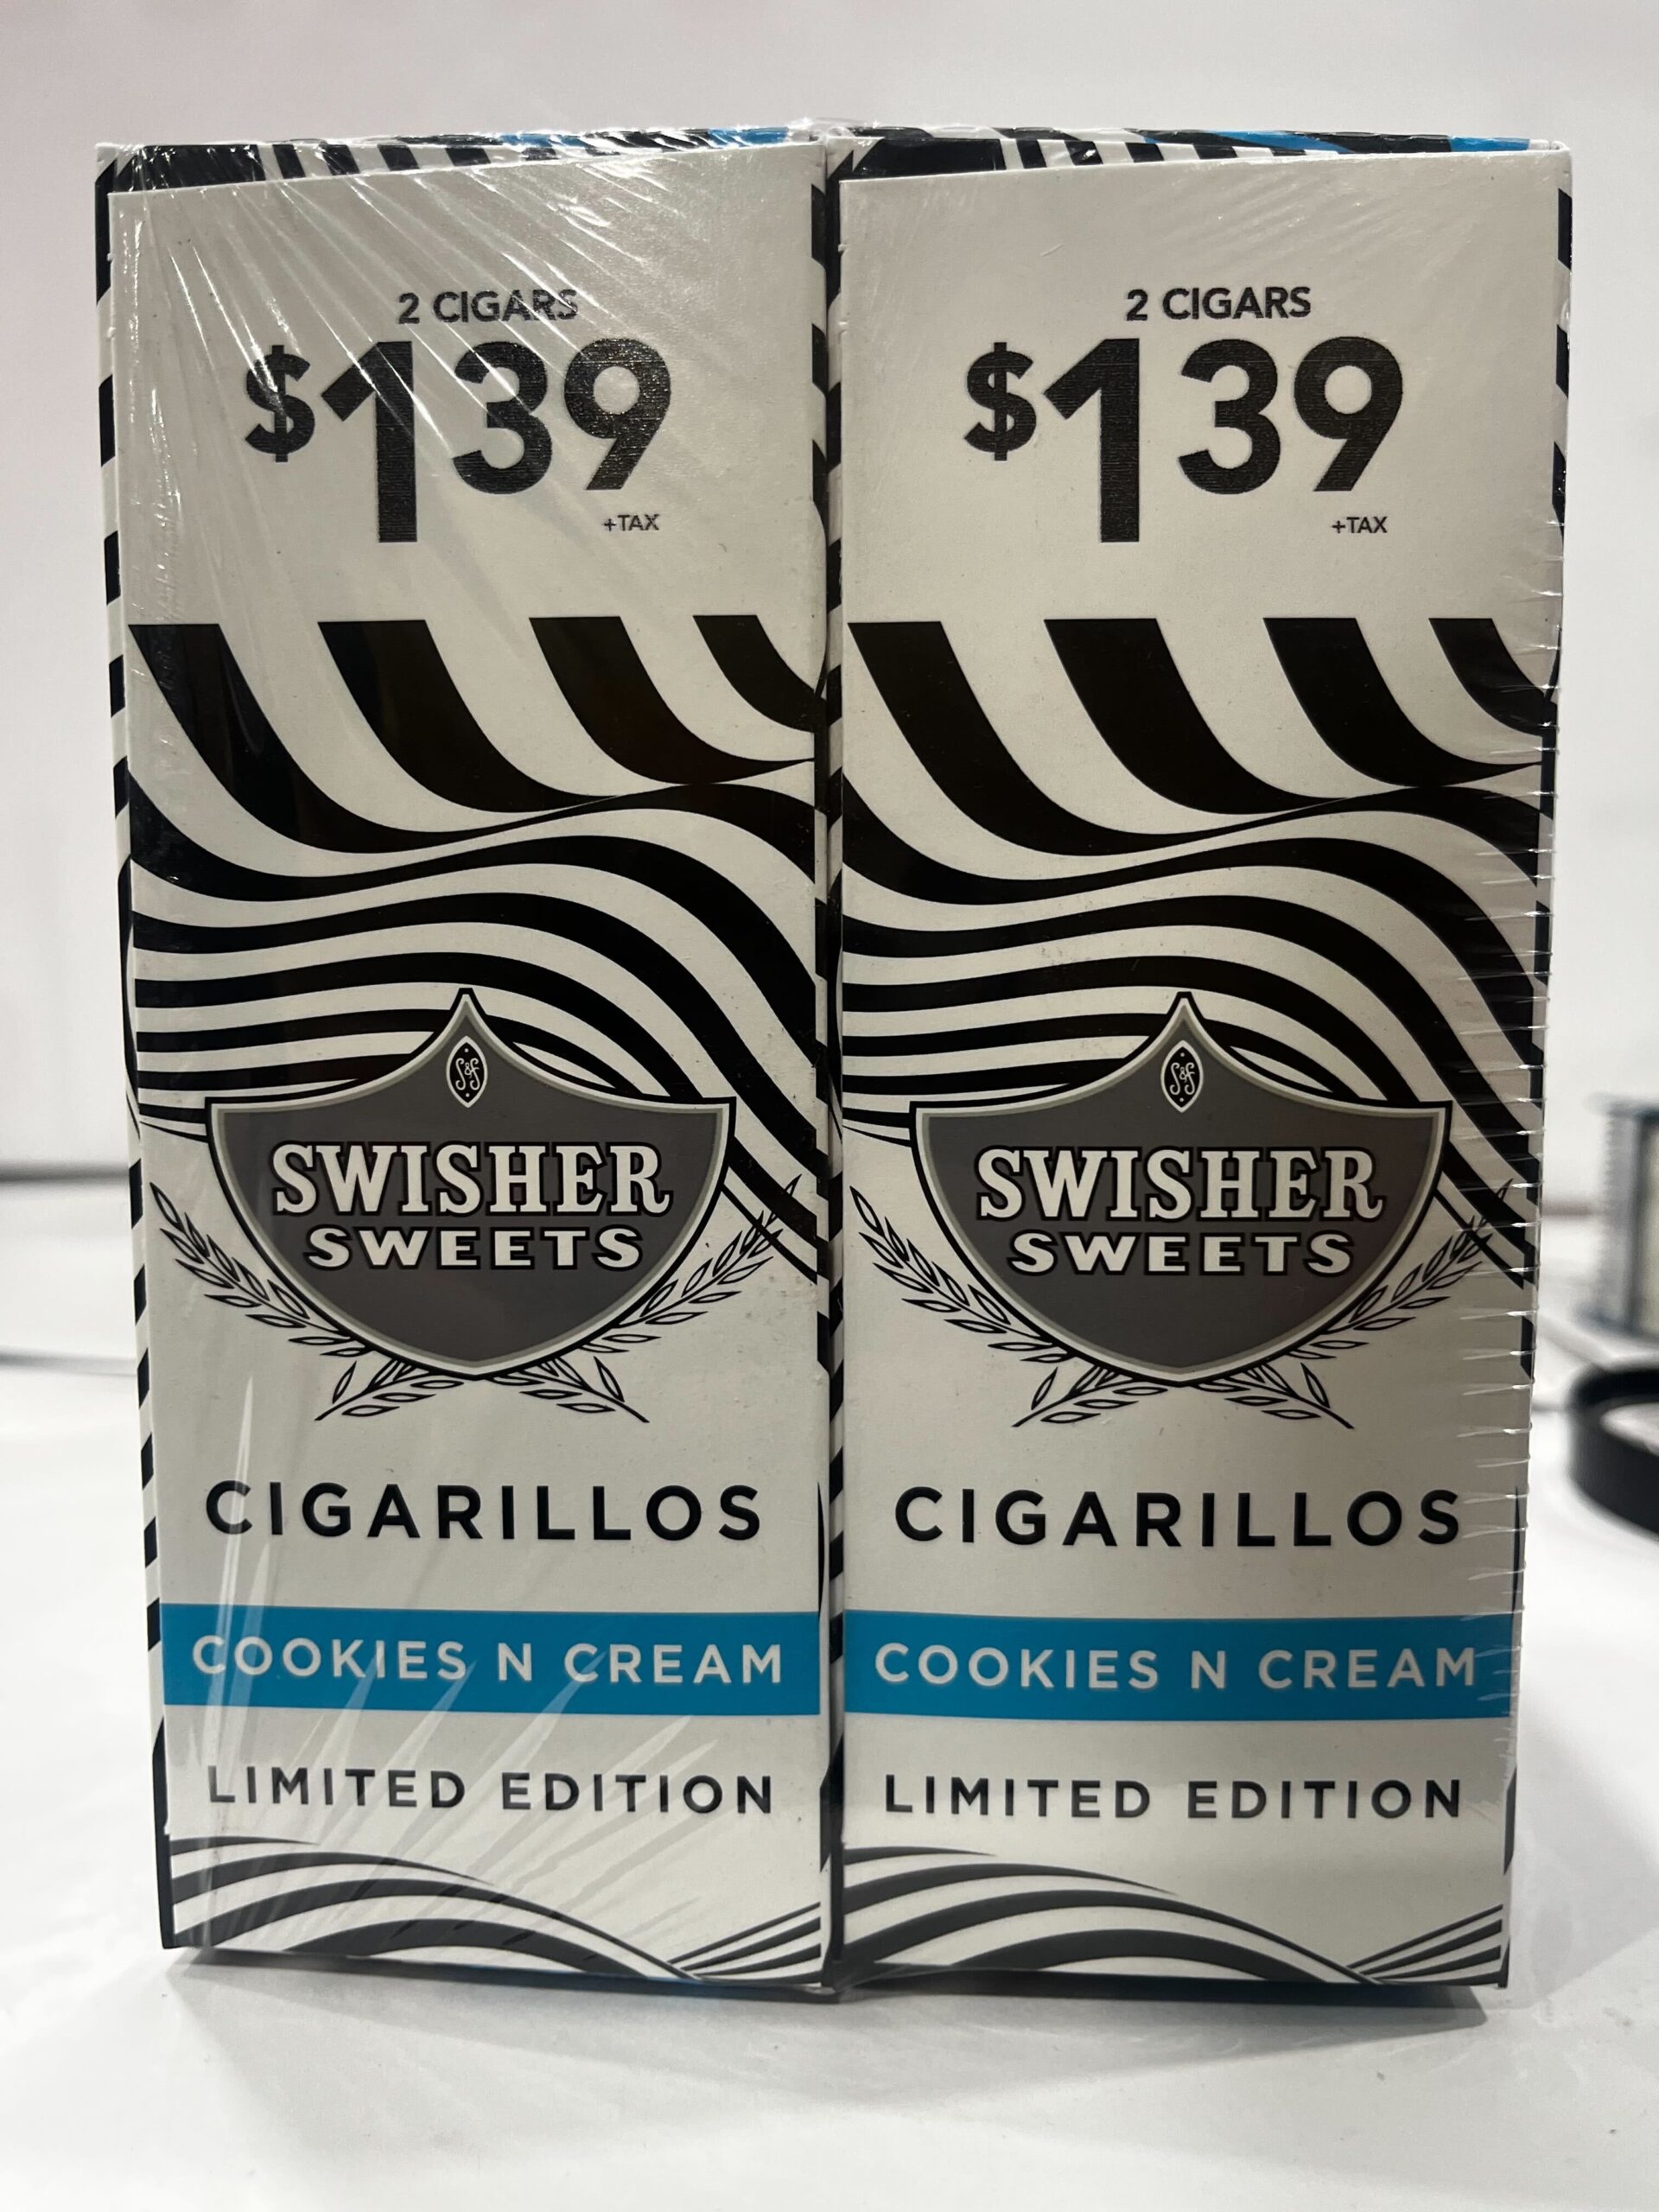 2 CIGARS
$139
+TAX
S&F
SWISHER
SWEETS
CIGARILLOS
COOKIES N CREAM
LIMITED EDITION
2 CIGARS
$139
+TAX
S&F
SWISHER
SWEETS
CIGARILLOS
COOKIES N CREAM
LIMITED EDITION